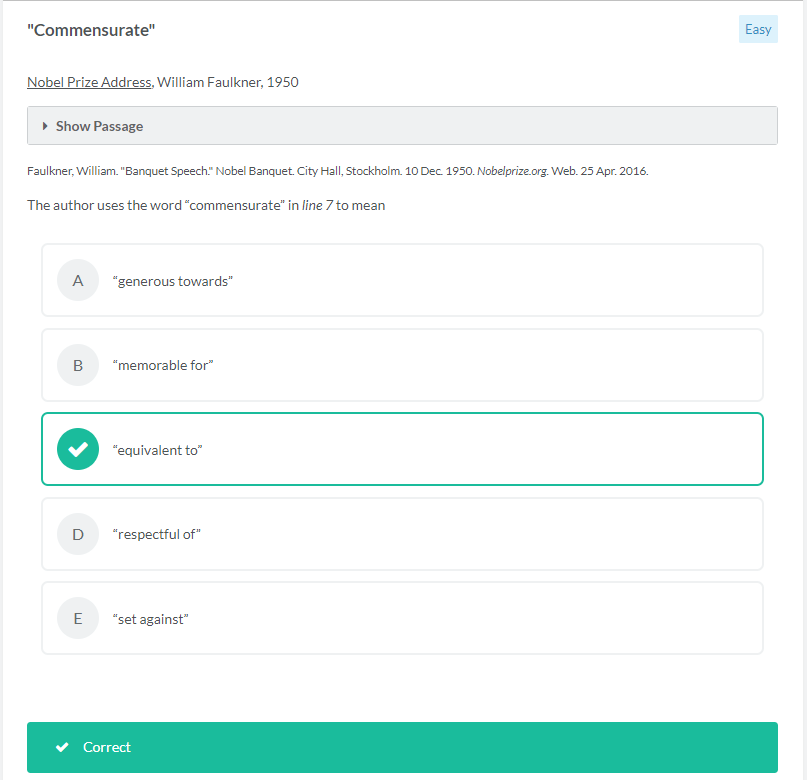 "Commensurate"
Easy
Nobel Prize Address, William Faulkner, 1950
Show Passage
Faulkner, William. "Banquet Speech." Nobel Banquet. City Hall, Stockholm. 10 Dec. 1950. Nobelprize.org. Web. 25 Apr. 2016.
The author uses the word “commensurate” in line 7 to mean
A “generous towards”
B “memorable for”
“equivalent to”
D “respectful of”
E “set against”
Correct